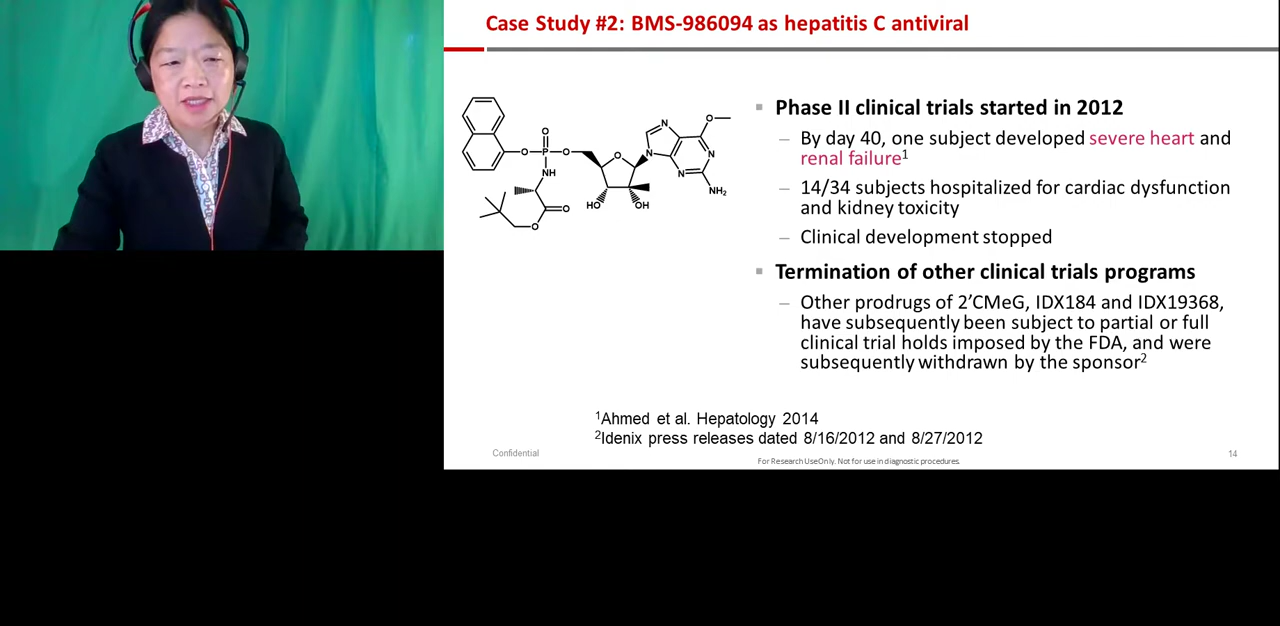 Case Study #2: BMS-986094 as hepatitis C antiviral
O
P
O
O
NH
O
O
O
HO
OH
N
N
N
N
O
NH₂
▪ Phase II clinical trials started in 2012
– By day 40, one subject developed severe heart and
renal failure¹
– 14/34 subjects hospitalized for cardiac dysfunction
and kidney toxicity
– Clinical development stopped
▪ Termination of other clinical trials programs
– Other prodrugs of 2’CMeG, IDX184 and IDX19368,
have subsequently been subject to partial or full
clinical trial holds imposed by the FDA, and were
subsequently withdrawn by the sponsor²
¹Ahmed et al. Hepatology 2014
²Idenix press releases dated 8/16/2012 and 8/27/2012
Confidential
For Research UseOnly. Not for use in diagnostic procedures.
14